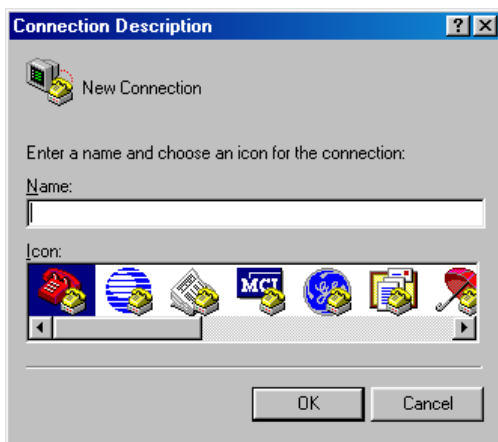 Connection Description
New Connection
Enter a name and choose an icon for the connection:
Name:
Icon:
MCI
OK
Cancel